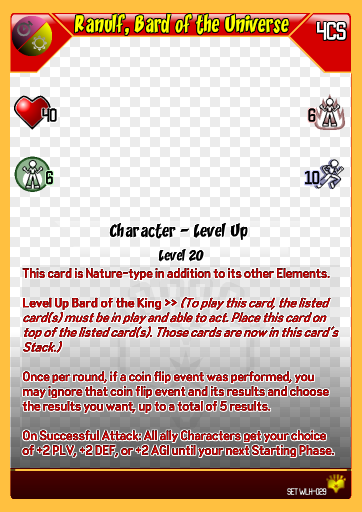 Ranulf, Bard of the Universe
4CS
40
6
6
10
Character - Level Up
Level 20
This card is Nature-type in addition to its other Elements.
Level Up Bard of the King >> (To play this card, the listed
card(s) must be in play and able to act. Place this card on
top of the listed card(s). Those cards are now in this card's
Stack.)
Once per round, if a coin flip event was performed, you
may ignore that coin flip event and its results and choose
the results you want, up to a total of 5 results.
On Successful Attack: All ally Characters get your choice
of +2 PLV, +2 DEF, or +2 AGI until your next Starting Phase.
SET WLH-029